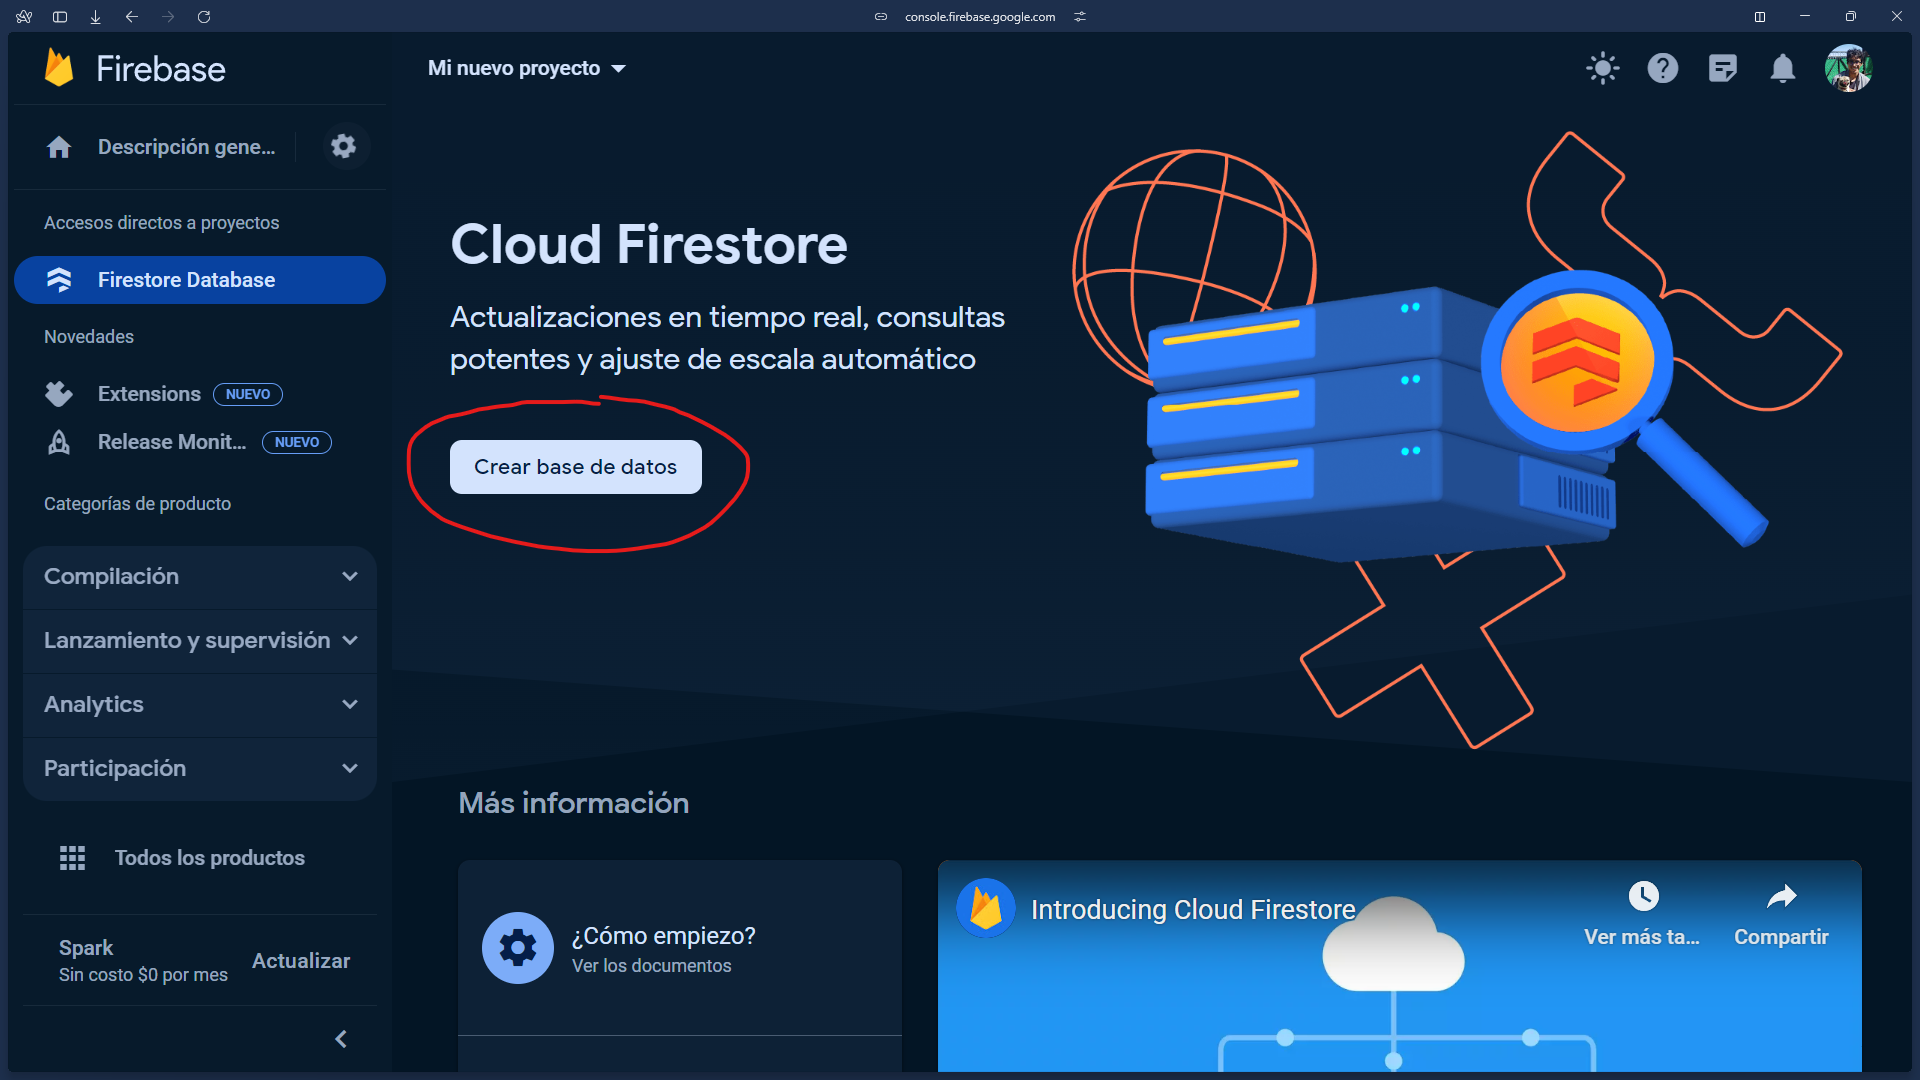 console.firebase.google.com
Firebase
Mi nuevo proyecto
Descripción gene...
Accesos directos a proyectos
Firestore Database
Novedades
Extensions NUEVO
Release Monit... NUEVO
Categorías de producto
Compilación
Lanzamiento y supervisión
Analytics
Participación
Todos los productos
Spark
Sin costo $0 por mes
Actualizar
Cloud Firestore
Actualizaciones en tiempo real, consultas
potentes y ajuste de escala automático
Crear base de datos
Más información
¿Cómo empiezo?
Ver los documentos
Introducing Cloud Firestore
Ver más ta...
Compartir